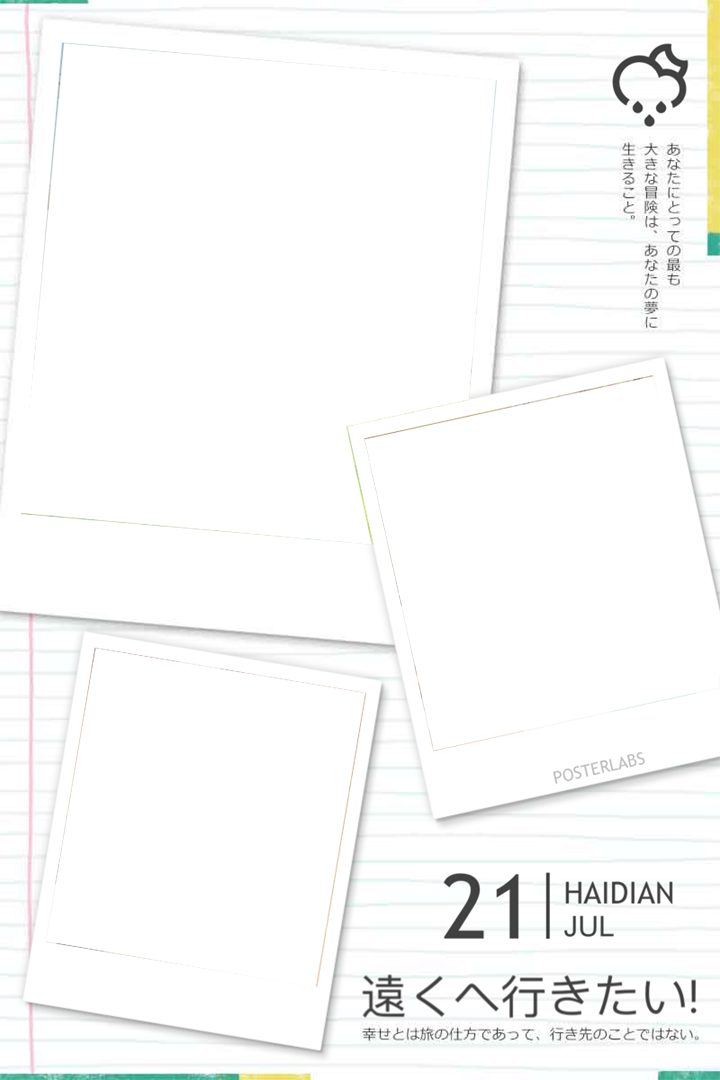 あなたにとっての最も
大きな冒険は、あなたの夢に
生きること。
POSTERLABS
21
HAIDIAN
JUL
遠くへ行きたい!
幸せとは旅の仕方であって、行き先のことではない。